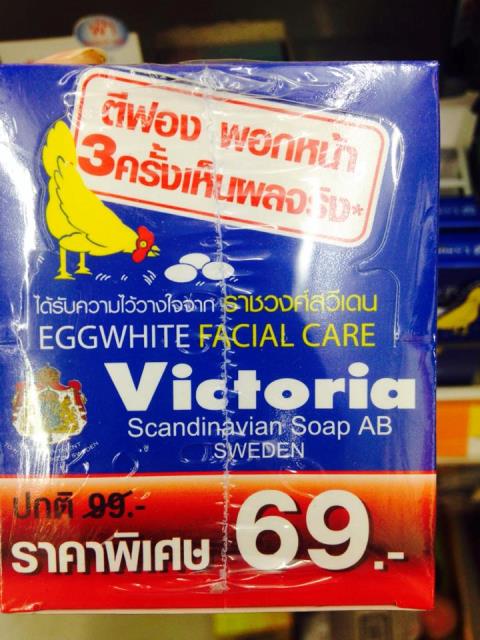 ตีฟอง พอกหน้า
3ครั้งเห็นผลจริง*
ได้รับความไว้วางใจจาก ราชวงศ์สวีเดน
EGGWHITE FACIAL CARE
Victoria
Scandinavian Soap AB
SWEDEN
ปกติ 99.-
ราคาพิเศษ 69.-